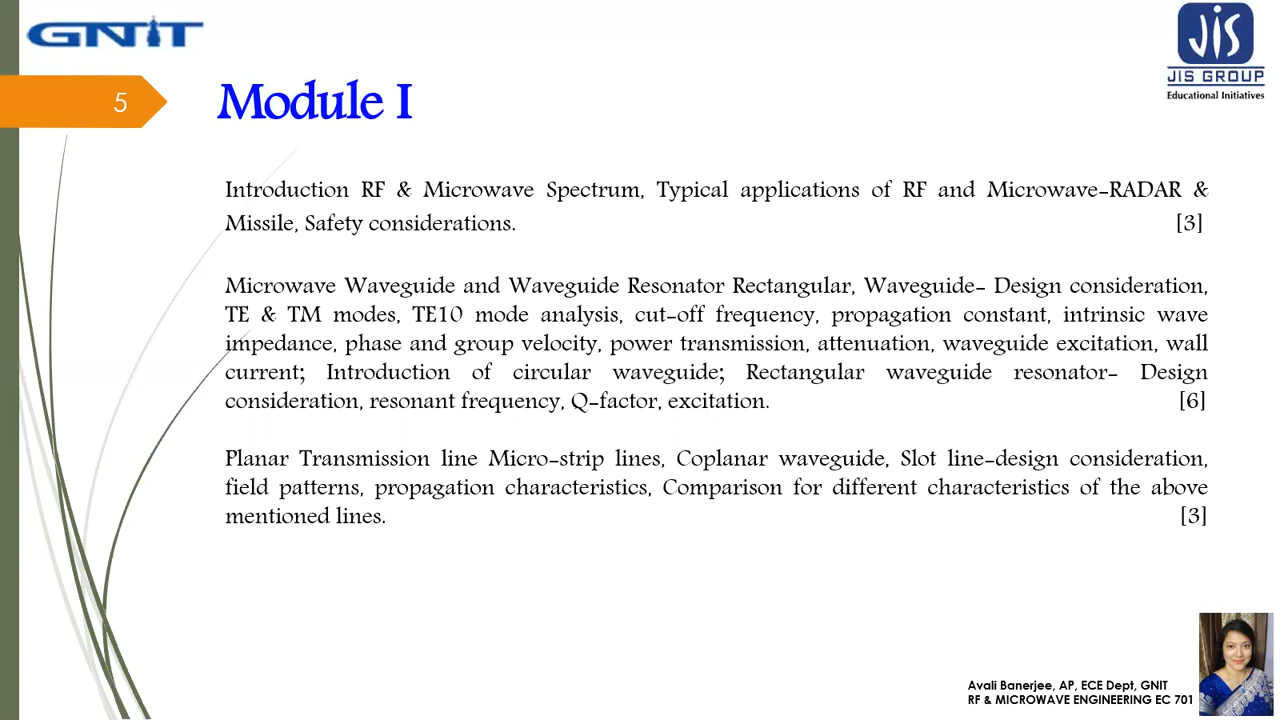 GNIT
JIS
JIS GROUP
Educational Initiatives
5
Module I
Introduction RF & Microwave Spectrum, Typical applications of RF and Microwave-RADAR &
Missile, Safety considerations. [3]
Microwave Waveguide and Waveguide Resonator Rectangular, Waveguide- Design consideration,
TE & TM modes, TE10 mode analysis, cut-off frequency, propagation constant, intrinsic wave
impedance, phase and group velocity, power transmission, attenuation, waveguide excitation, wall
current; Introduction of circular waveguide; Rectangular waveguide resonator- Design
consideration, resonant frequency, Q-factor, excitation. [6]
Planar Transmission line Micro-strip lines, Coplanar waveguide, Slot line-design consideration,
field patterns, propagation characteristics, Comparison for different characteristics of the above
mentioned lines. [3]
Avali Banerjee, AP, ECE Dept, GNIT
RF & MICROWAVE ENGINEERING EC 701